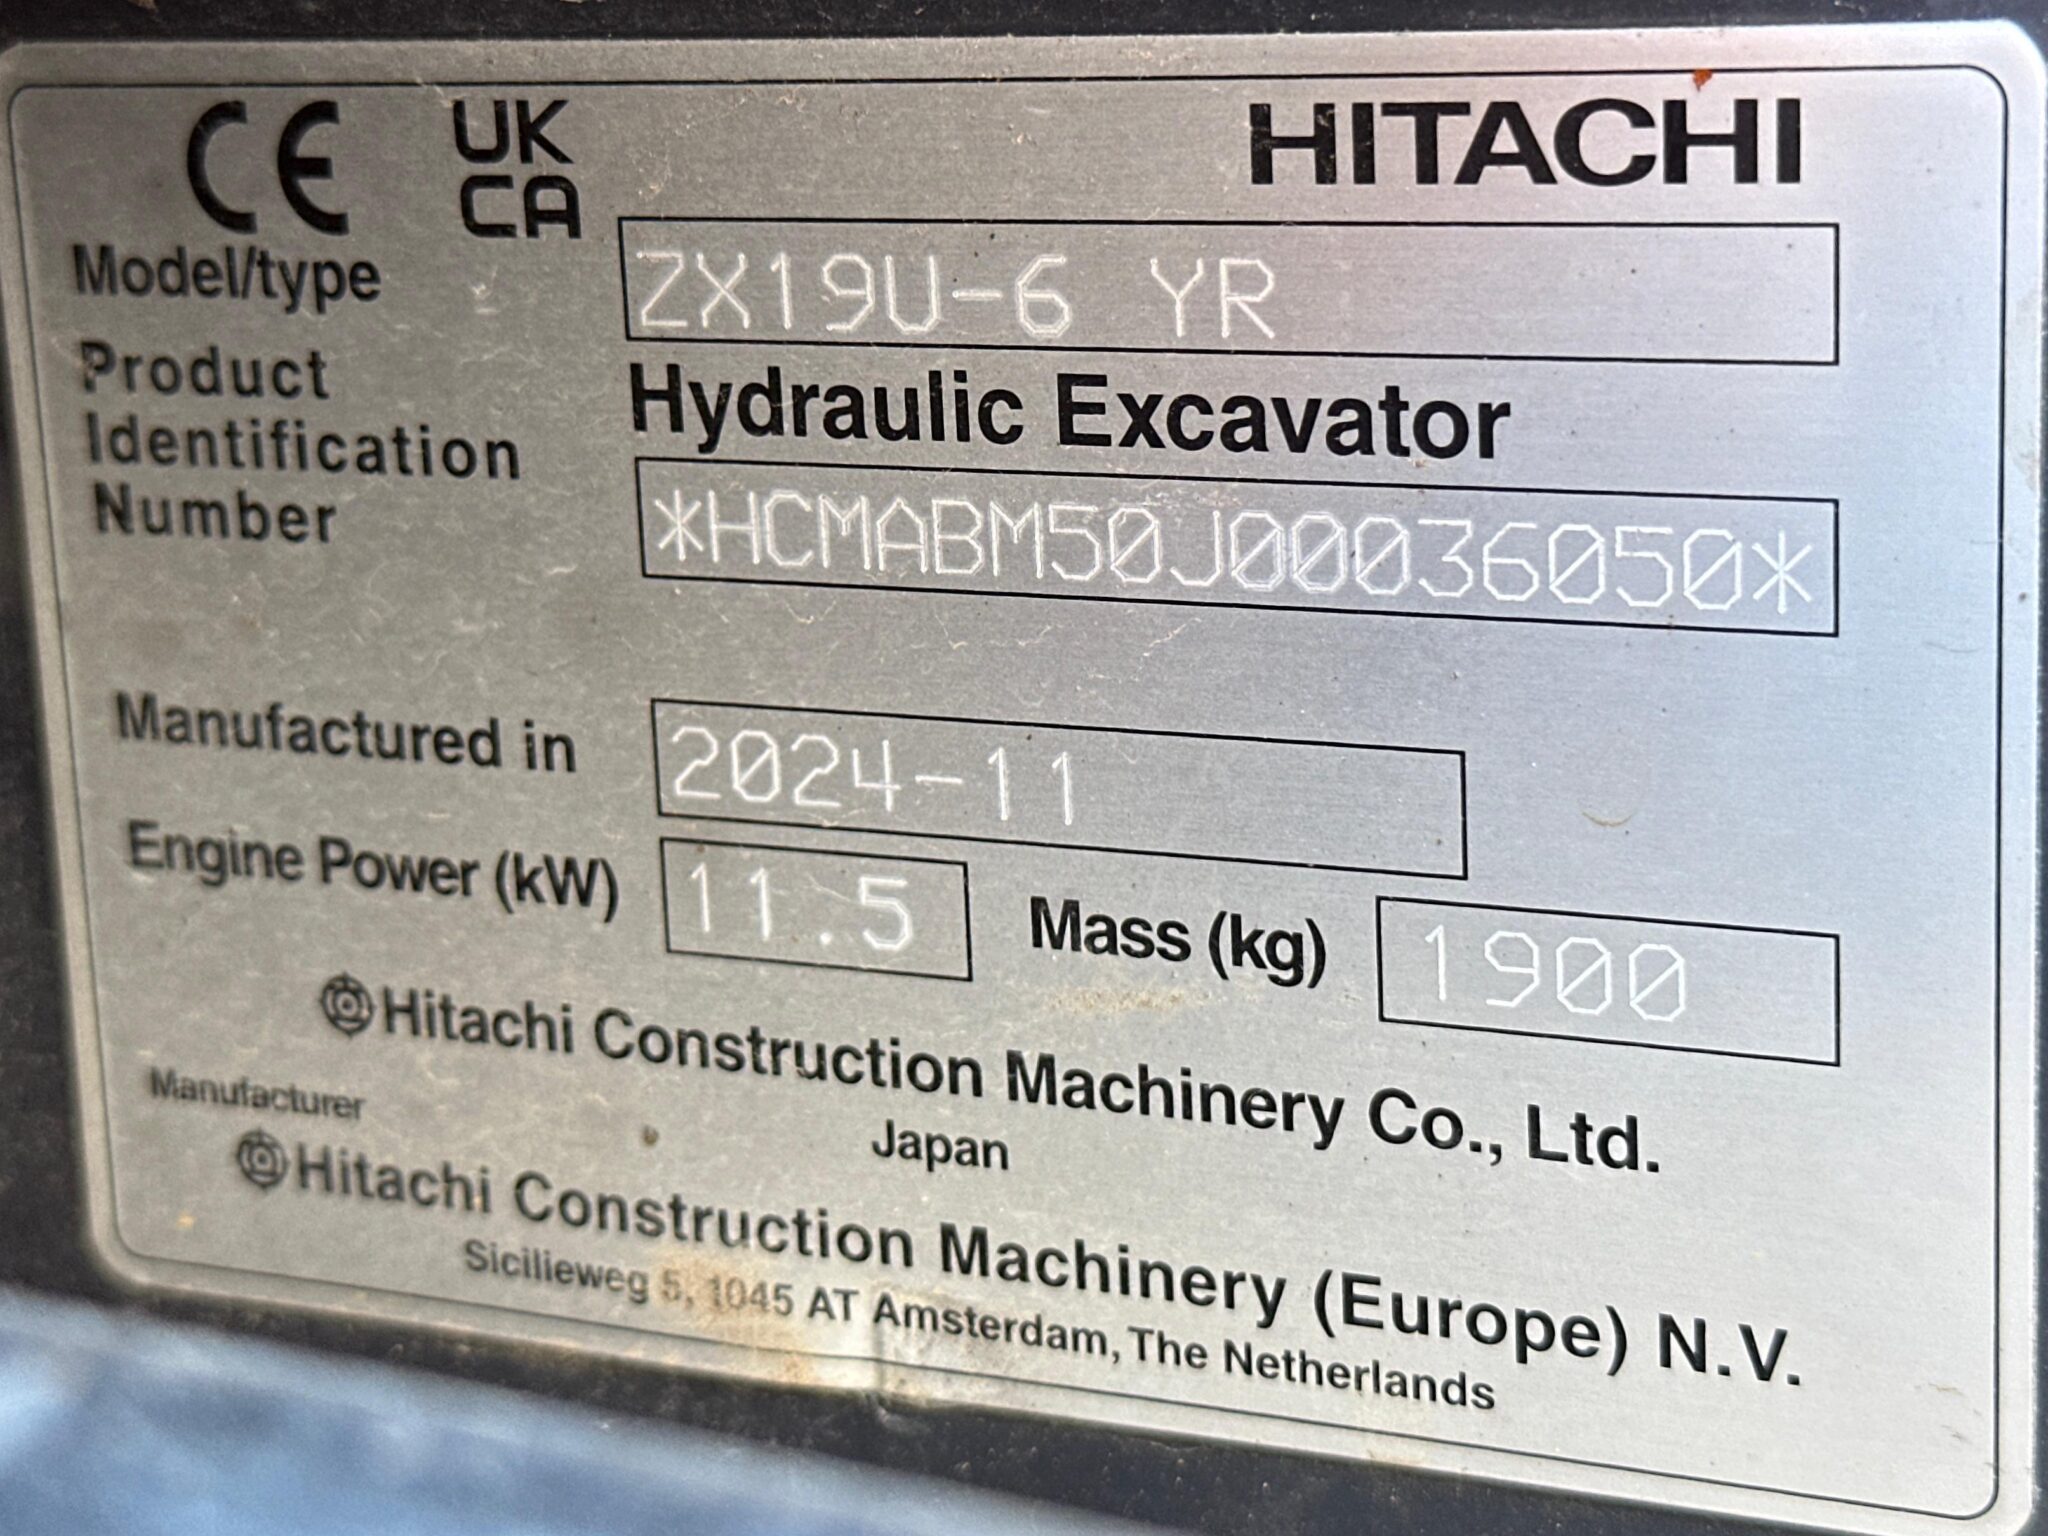 CE UK CA HITACHI
Model/type ZX19U-6 YR
Hydraulic Excavator
Product Identification Number *HCMABM50J00036050*
Manufactured in 2024-11
Engine Power (kW) 11.5 Mass (kg) 1900
Hitachi Construction Machinery Co., Ltd.
Japan
Manufacturer
Hitachi Construction Machinery (Europe) N.V.
Sicilieweg 5, 1045 AT Amsterdam, The Netherlands